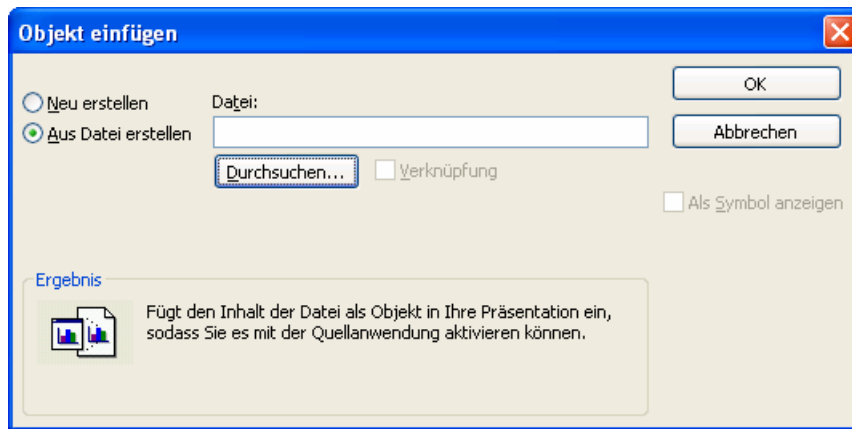 Objekt einfügen
Neu erstellen
Aus Datei erstellen
Datei:
Durchsuchen...
Verknüpfung
OK
Abbrechen
Als Symbol anzeigen
Ergebnis
Fügt den Inhalt der Datei als Objekt in Ihre Präsentation ein,
sodass Sie es mit der Quellanwendung aktivieren können.